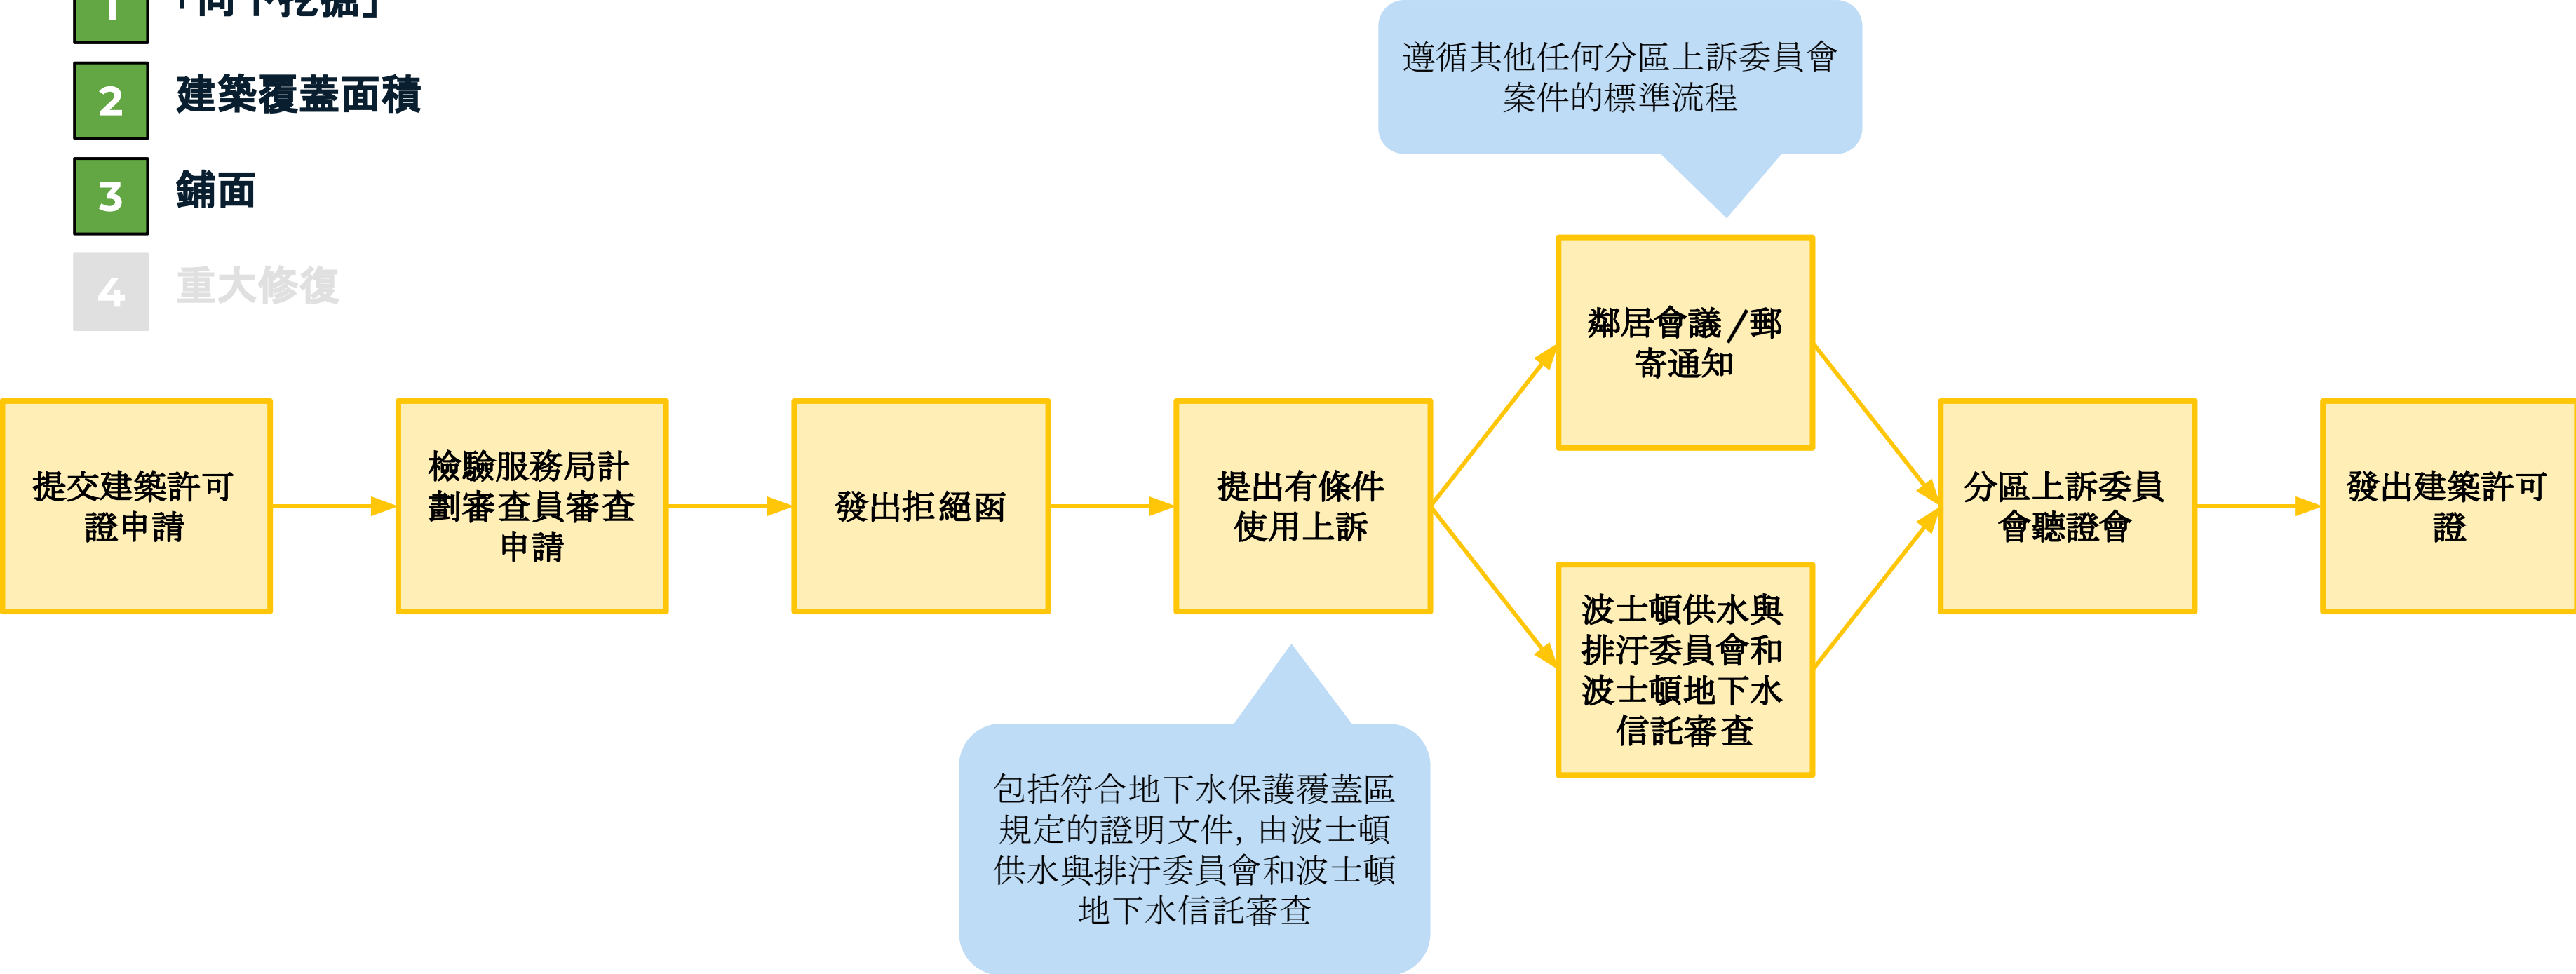 1 「向下挖掘」
2 建築覆蓋面積
3 鋪面
4 重大修復
遵循其他任何分區上訴委員會
案件的標準流程
提交建築許可
證申請
檢驗服務局計
劃審查員審查
申請
發出拒絕函
提出有條件
使用上訴
鄰居會議/郵
寄通知
波士頓供水與
排汙委員會和
波士頓地下水
信託審查
分區上訴委員
會聽證會
發出建築許可
證
包括符合地下水保護覆蓋區
規定的證明文件,由波士頓
供水與排汙委員會和波士頓
地下水信託審查